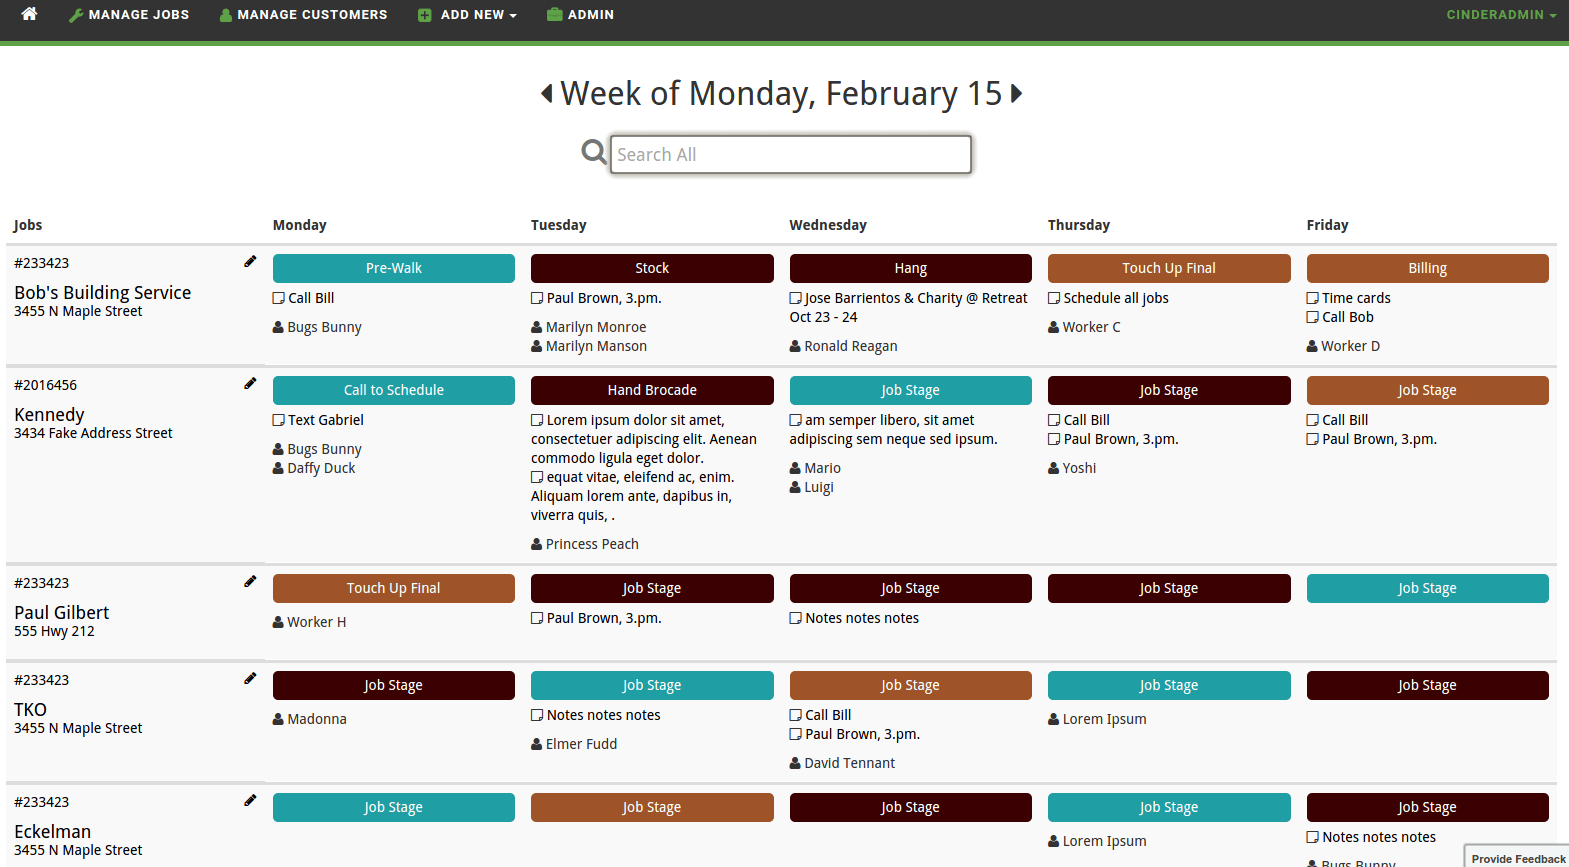 MANAGE JOBS MANAGE CUSTOMERS ADD NEW ADMIN CINDERADMIN
Week of Monday, February 15
Search All
Jobs Monday Tuesday Wednesday Thursday Friday
#233423
Bob's Building Service
3455 N Maple Street
Pre-Walk
Call Bill
Bugs Bunny
Stock
Paul Brown, 3.pm.
Marilyn Monroe
Marilyn Manson
Hang
Jose Barrientos & Charity @ Retreat
Oct 23 - 24
Ronald Reagan
Touch Up Final
Schedule all jobs
Worker C
Billing
Time cards
Call Bob
Worker D
#2016456
Kennedy
3434 Fake Address Street
Call to Schedule
Text Gabriel
Bugs Bunny
Daffy Duck
Hand Brocade
Lorem ipsum dolor sit amet,
consectetuer adipiscing elit. Aenean
commodo ligula eget dolor.
equat vitae, eleifend ac, enim.
Aliquam lorem ante, dapibus in,
viverra quis, .
Princess Peach
Job Stage
am semper libero, sit amet
adipiscing sem neque sed ipsum.
Mario
Luigi
Job Stage
Call Bill
Paul Brown, 3.pm.
Yoshi
Job Stage
Call Bill
Paul Brown, 3.pm.
#233423
Paul Gilbert
555 Hwy 212
Touch Up Final
Worker H
Job Stage
Paul Brown, 3.pm.
Job Stage
Notes notes notes
Job Stage
Job Stage
#233423
TKO
3455 N Maple Street
Job Stage
Madonna
Job Stage
Notes notes notes
Elmer Fudd
Job Stage
Call Bill
Paul Brown, 3.pm.
David Tennant
Job Stage
Lorem Ipsum
Job Stage
#233423
Eckelman
3455 N Maple Street
Job Stage
Job Stage
Job Stage
Job Stage
Lorem Ipsum
Job Stage
Notes notes notes
Bugs Bunny
Provide Feedback